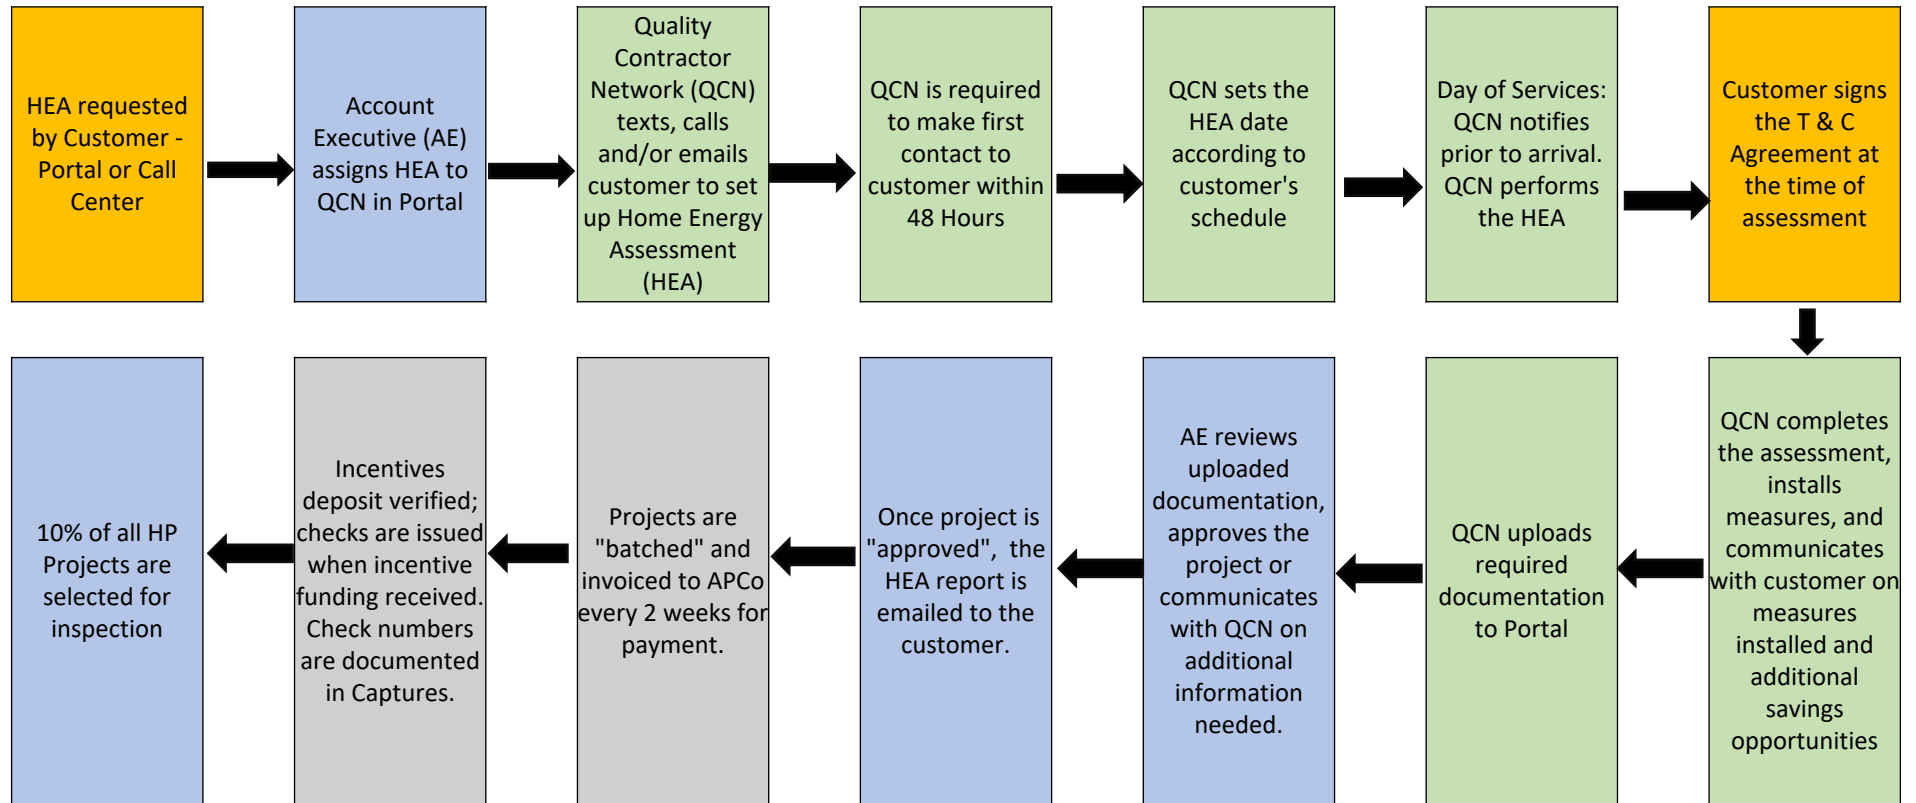 HEA requested
by Customer -
Portal or Call
Center
Account
Executive (AE)
assigns HEA to
QCN in Portal
Quality
Contractor
Network (QCN)
texts, calls
and/or emails
customer to set
up Home Energy
Assessment
(HEA)
QCN is required
to make first
contact to
customer within
48 Hours
QCN sets the
HEA date
according to
customer's
schedule
Day of Services:
QCN notifies
prior to arrival.
QCN performs
the HEA
Customer signs
the T & C
Agreement at
the time of
assessment
QCN completes
the assessment,
installs
measures, and
communicates
with customer on
measures
installed and
additional
savings
opportunities
QCN uploads
required
documentation
to Portal
AE reviews
uploaded
documentation,
approves the
project or
communicates
with QCN on
additional
information
needed.
Once project is
"approved", the
HEA report is
emailed to the
customer.
Projects are
"batched" and
invoiced to APCo
every 2 weeks for
payment.
Incentives
deposit verified;
checks are issued
when incentive
funding received.
Check numbers
are documented
in Captures.
10% of all HP
Projects are
selected for
inspection